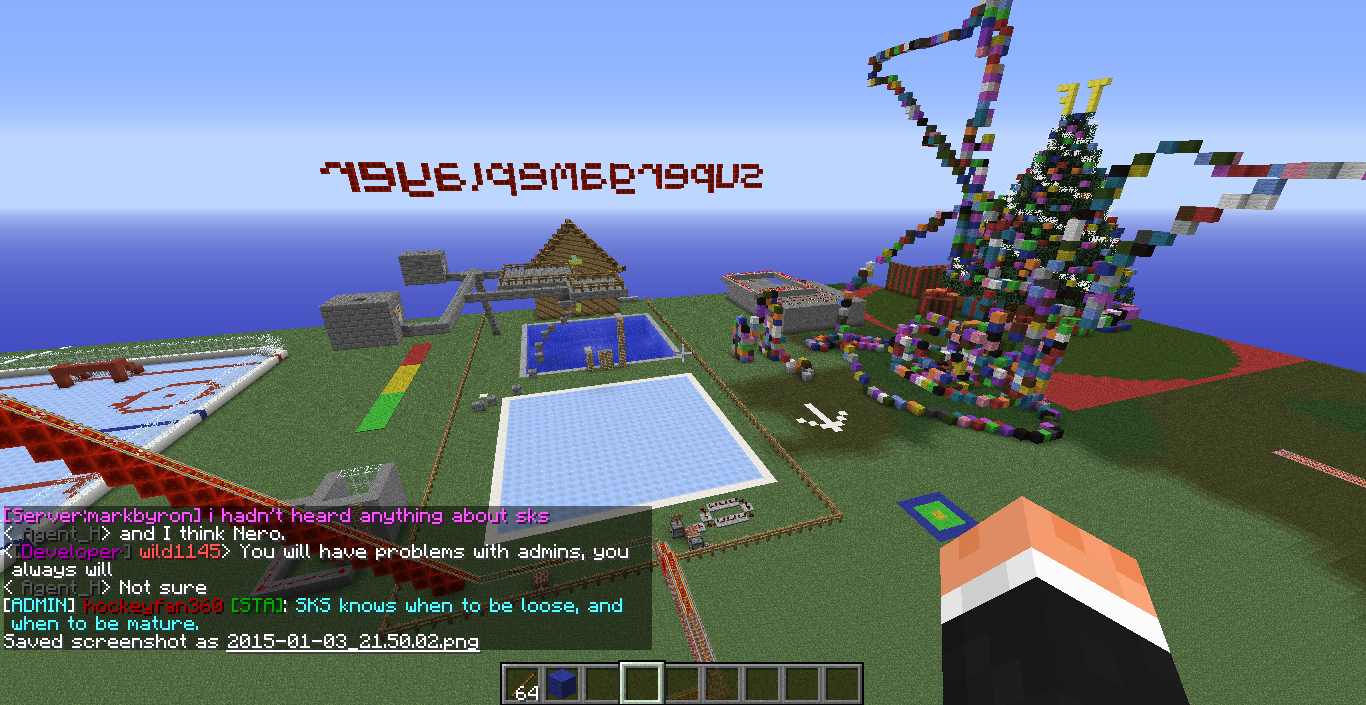 [Server:markbyron] i hadn't heard anything about sks
<_Agent_H> and I think Nero.
<[Developer] wild1145> You will have problems with admins, you
always will
<_Agent_H> Not sure
[ADMIN] hockeyfan360 [STA]: SKS knows when to be loose, and
when to be mature.
Saved screenshot as 2015-01-03_21.50.02.png
64